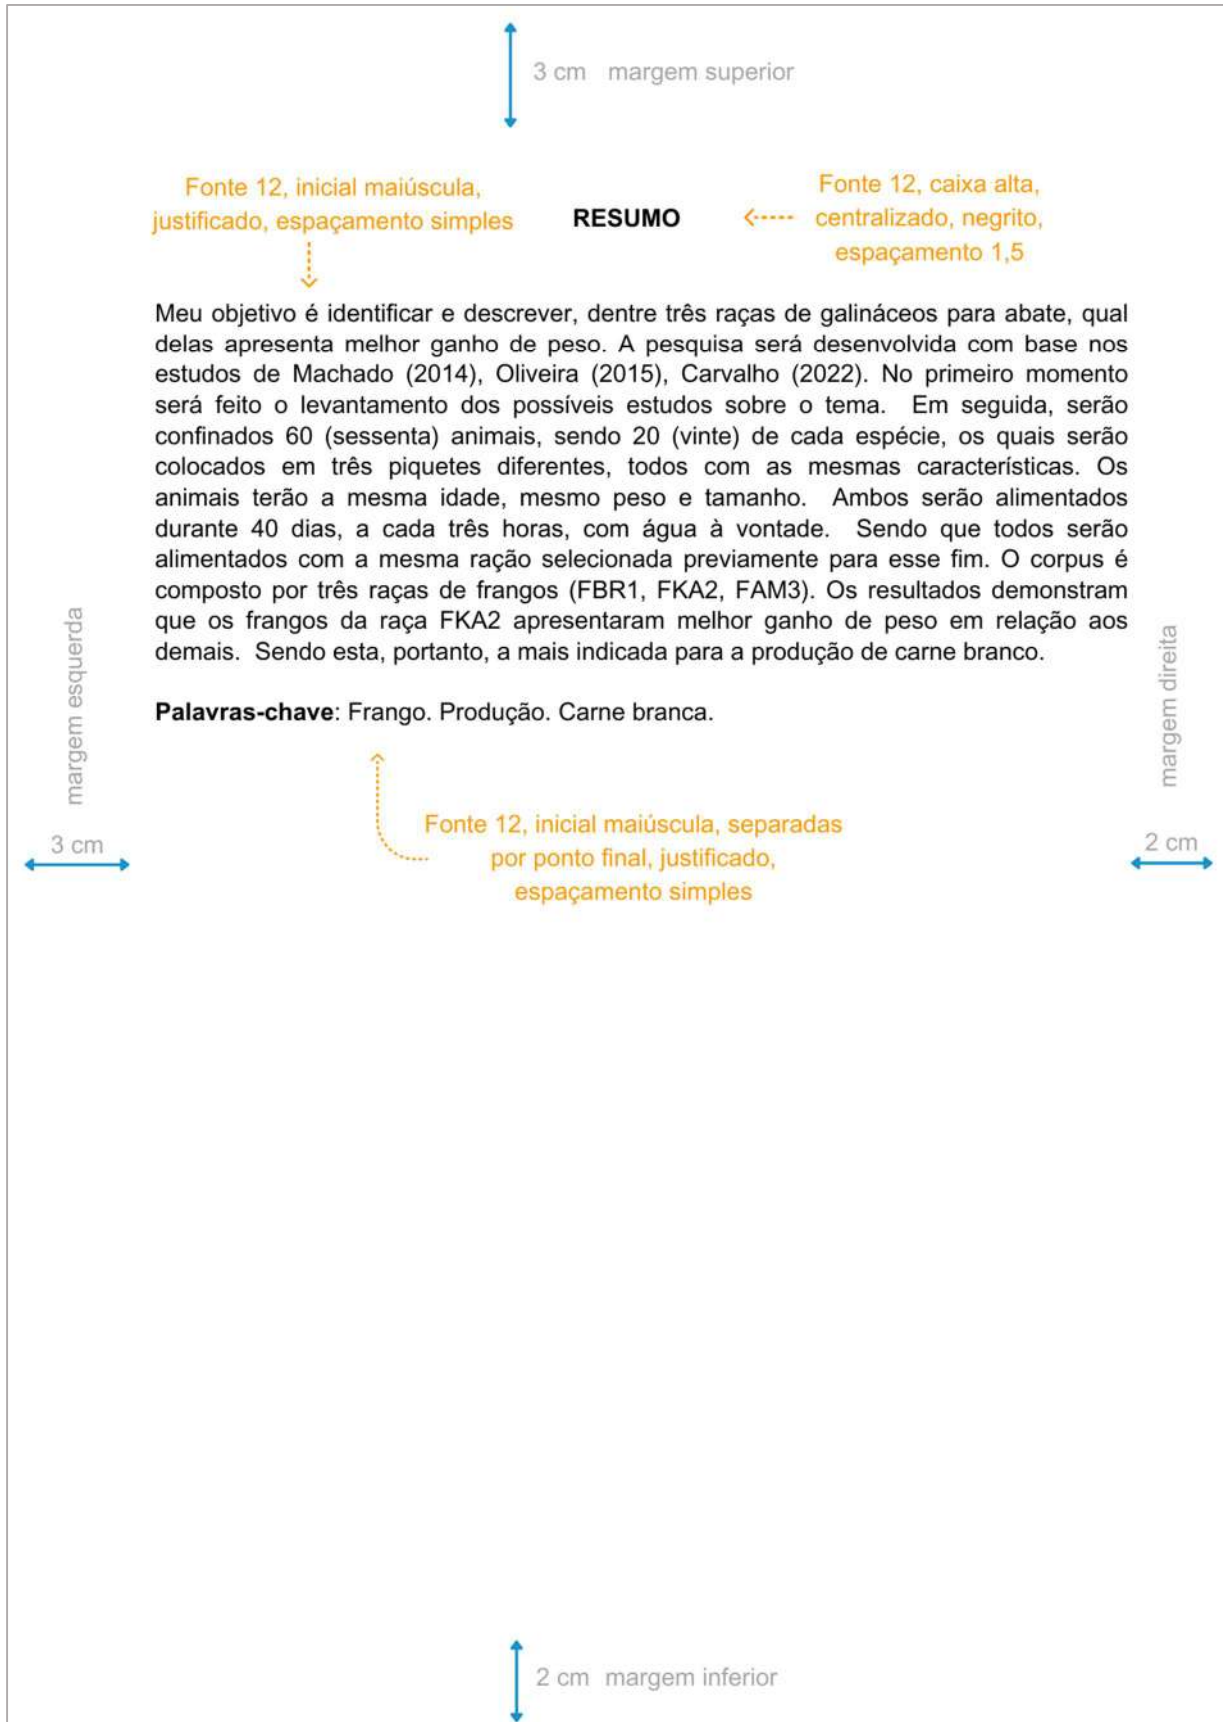 3 cm margem superior
Fonte 12, inicial maiúscula,
justificado, espaçamento simples
RESUMO
Fonte 12, caixa alta,
centralizado, negrito,
espaçamento 1,5
Meu objetivo é identificar e descrever, dentre três raças de galináceos para abate, qual
delas apresenta melhor ganho de peso. A pesquisa será desenvolvida com base nos
estudos de Machado (2014), Oliveira (2015), Carvalho (2022). No primeiro momento
será feito o levantamento dos possíveis estudos sobre o tema. Em seguida, serão
confinados 60 (sessenta) animais, sendo 20 (vinte) de cada espécie, os quais serão
colocados em três piquetes diferentes, todos com as mesmas características. Os
animais terão a mesma idade, mesmo peso e tamanho. Ambos serão alimentados
durante 40 dias, a cada três horas, com água à vontade. Sendo que todos serão
alimentados com a mesma ração selecionada previamente para esse fim. O corpus é
composto por três raças de frangos (FBR1, FKA2, FAM3). Os resultados demonstram
que os frangos da raça FKA2 apresentaram melhor ganho de peso em relação aos
demais. Sendo esta, portanto, a mais indicada para a produção de carne branco.
Palavras-chave: Frango. Produção. Carne branca.
margem esquerda
3 cm
margem direita
2 cm
Fonte 12, inicial maiúscula, separadas
por ponto final, justificado,
espaçamento simples
2 cm margem inferior